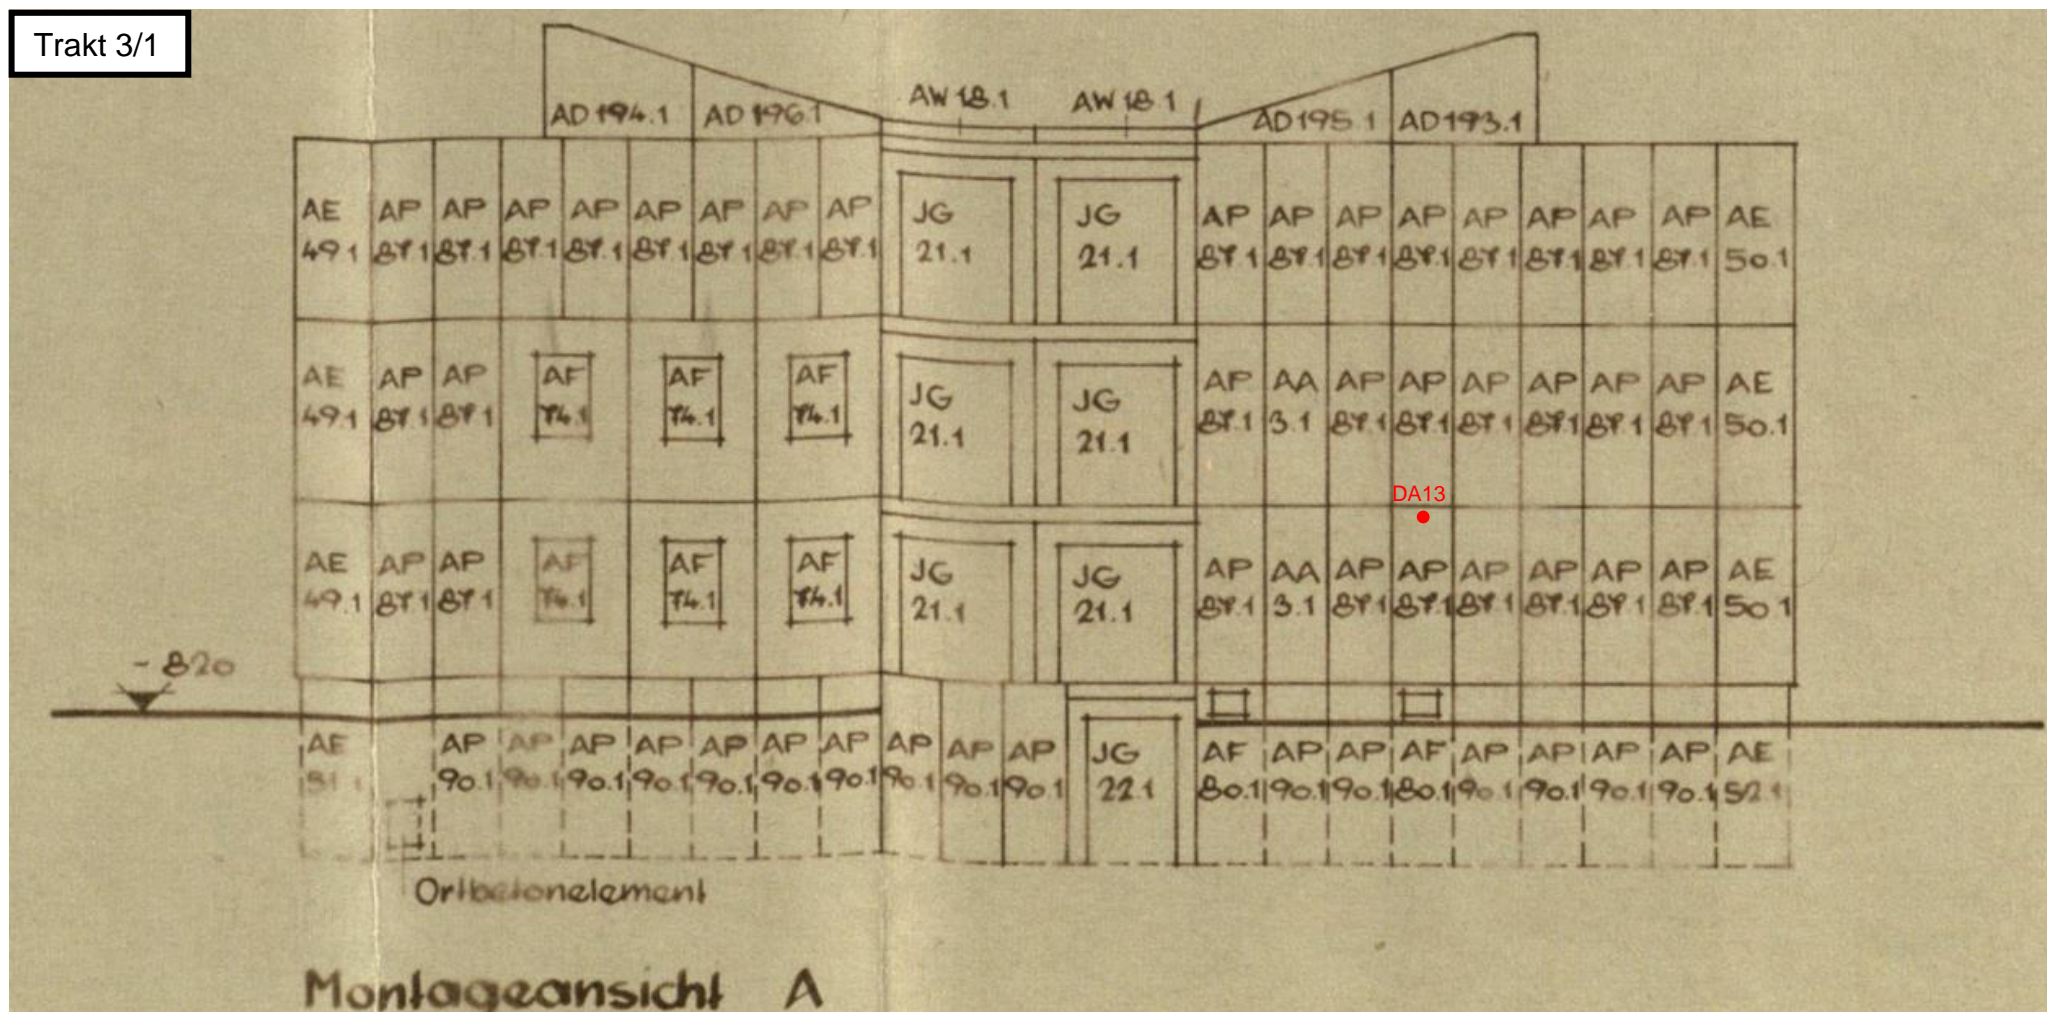 Trakt 3/1
AD 194.1 AD 196.1 AW 18.1 AW 18.1 AD 195.1 AD 193.1
AE AP AP AP AP AP AP AP AP JG JG AP AP AP AP AP AP AP AP AE
49.1 87.1 87.1 87.1 87.1 87.1 87.1 87.1 87.1 21.1 21.1 87.1 87.1 87.1 87.1 87.1 87.1 87.1 87.1 50.1
AE AP AP AF AF AF JG JG AP AA AP AP AP AP AP AP AE
49.1 87.1 87.1 74.1 74.1 74.1 21.1 21.1 87.1 3.1 87.1 87.1 87.1 87.1 87.1 87.1 50.1
DA13
AE AP AP AF AF AF JG JG AP AA AP AP AP AP AP AP AE
49.1 87.1 87.1 74.1 74.1 74.1 21.1 21.1 87.1 3.1 87.1 87.1 87.1 87.1 87.1 87.1 50.1
- 820
AE AP AP AP AP AP AP AP AP AP AP JG AF AP AP AF AP AP AP AP AE
51.1 90.1 90.1 90.1 90.1 90.1 90.1 90.1 90.1 90.1 90.1 22.1 80.1 90.1 90.1 80.1 90.1 90.1 90.1 90.1 52.1
Ortbetonelement
Montageansicht A